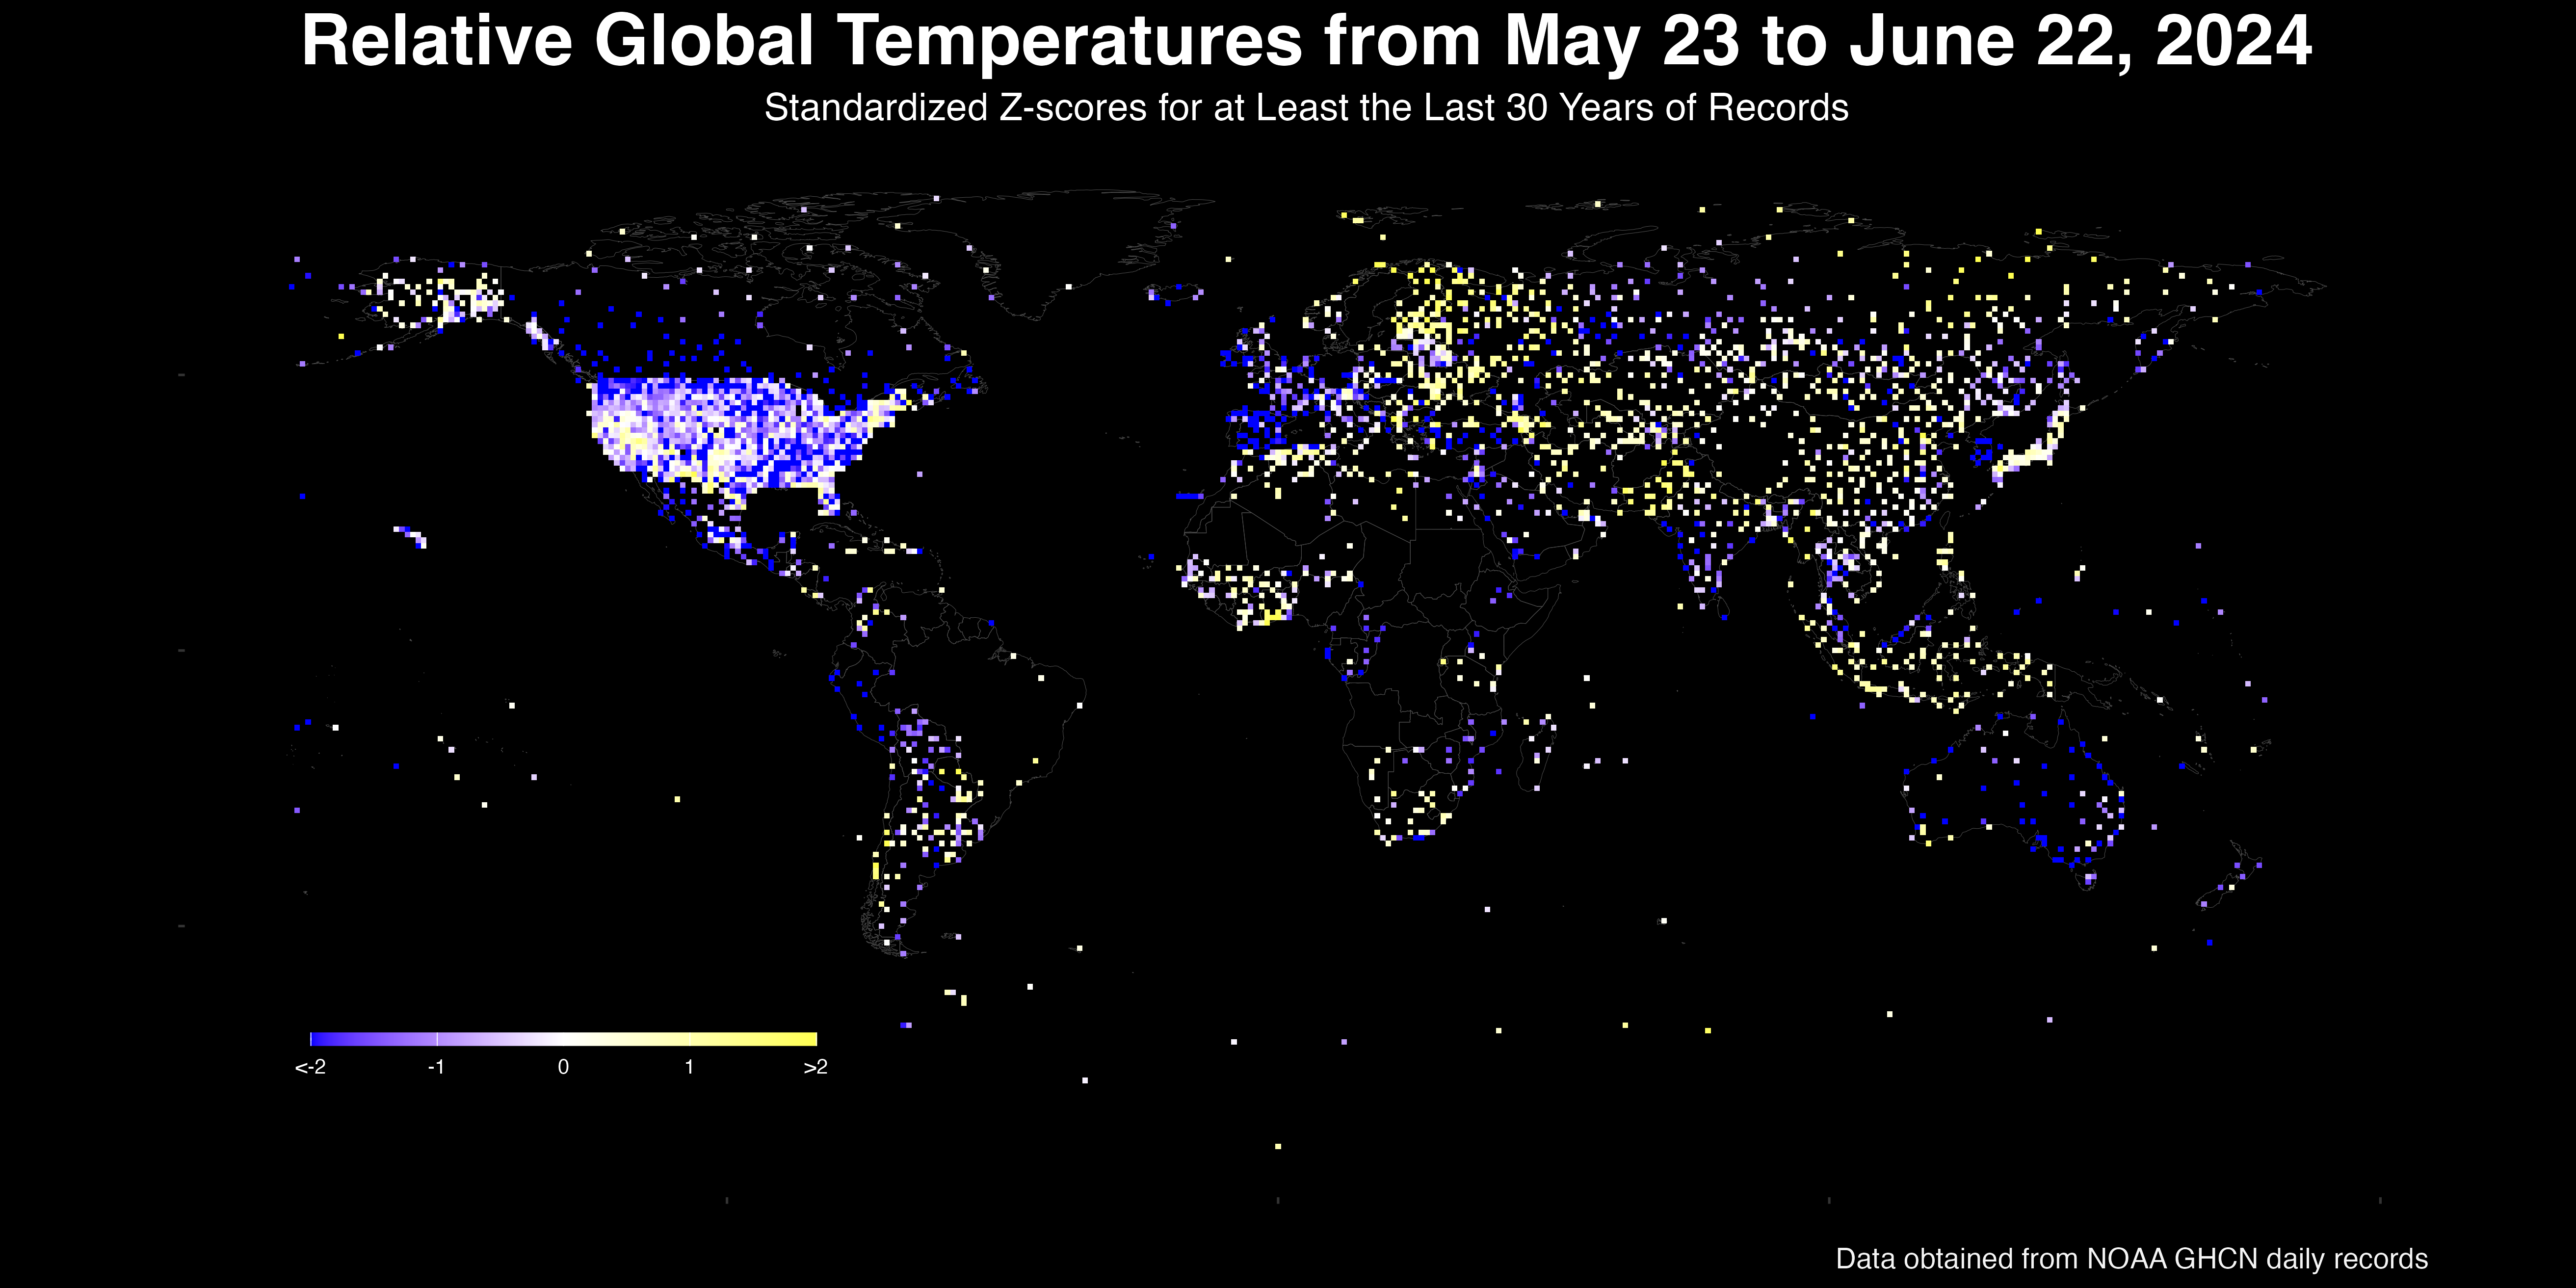 Relative Global Temperatures from May 23 to June 22, 2024
Standardized Z-scores for at Least the Last 30 Years of Records
<-2 -1 0 1 >2
Data obtained from NOAA GHCN daily records